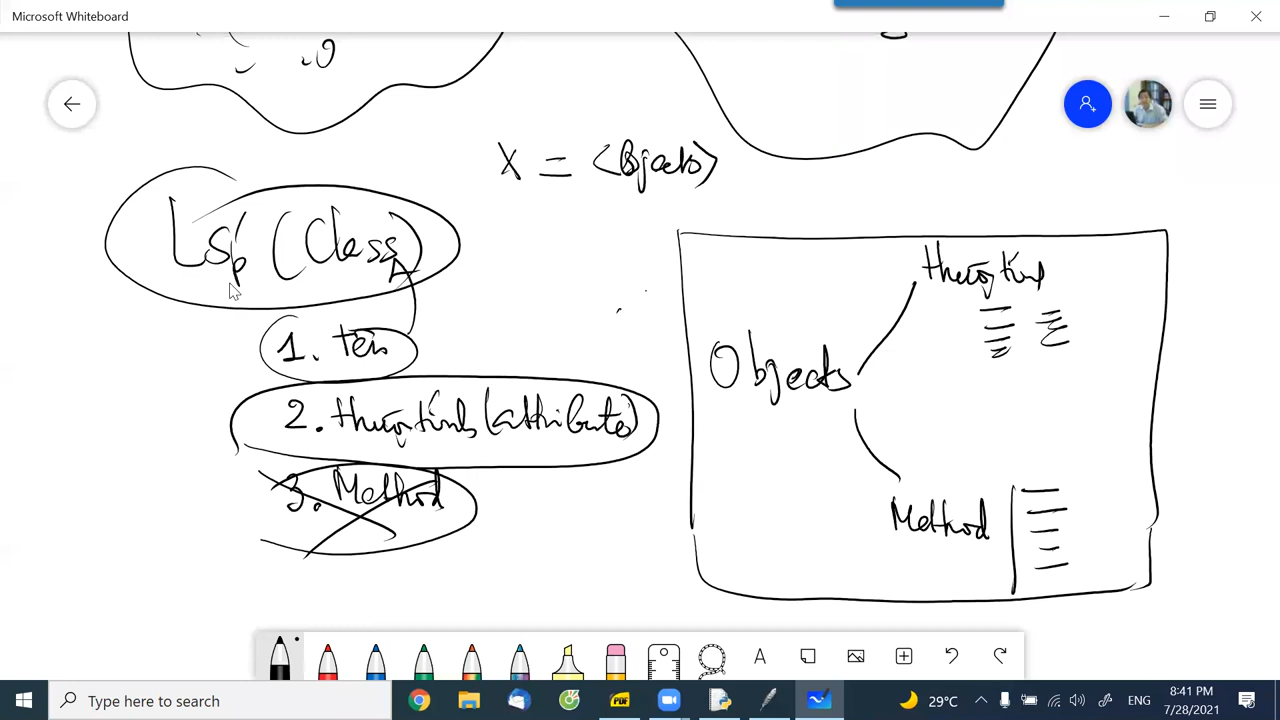 Microsoft Whiteboard
X = <Objects>
Lớp (Class)
1. tên
2. thuộc tính (attributes)
3. Method
thuộc tính
Objects
Method
Type here to search
29°C
ENG
8:41 PM
7/28/2021